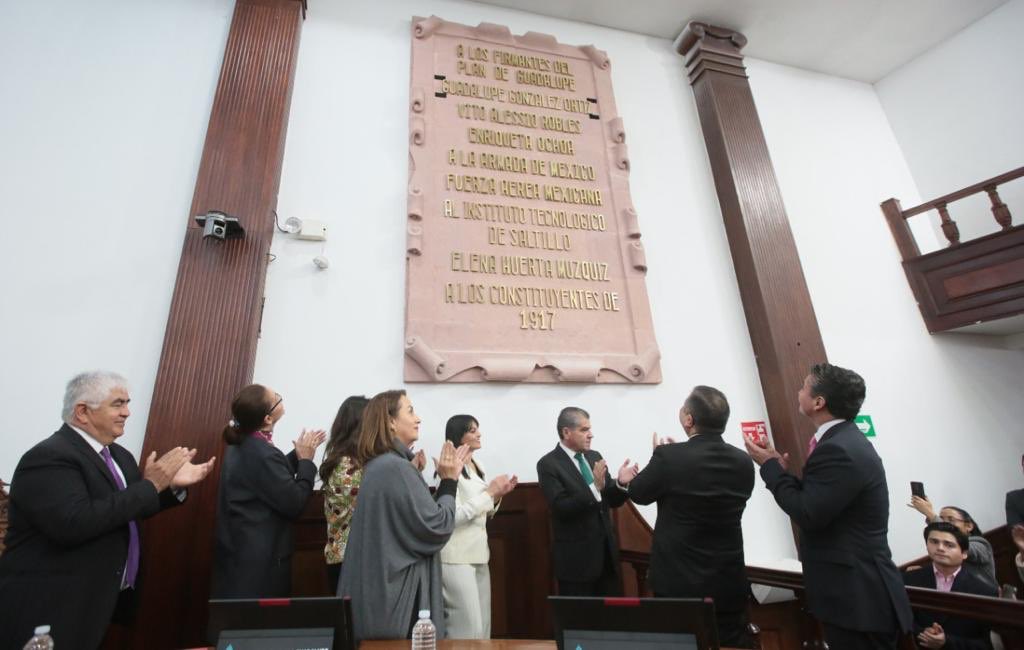 A LOS FIRMANTES DEL
PLAN DE GUADALUPE
GUADALUPE GONZALEZ ORTIZ
VITO ALESSIO ROBLES
ENRIQUETA OCHOA
A LA ARMADA DE MEXICO
FUERZA AEREA MEXICANA
AL INSTITUTO TECNOLOGICO
DE SALTILLO
ELENA HUERTA MUZQUIZ
A LOS CONSTITUYENTES DE
1917